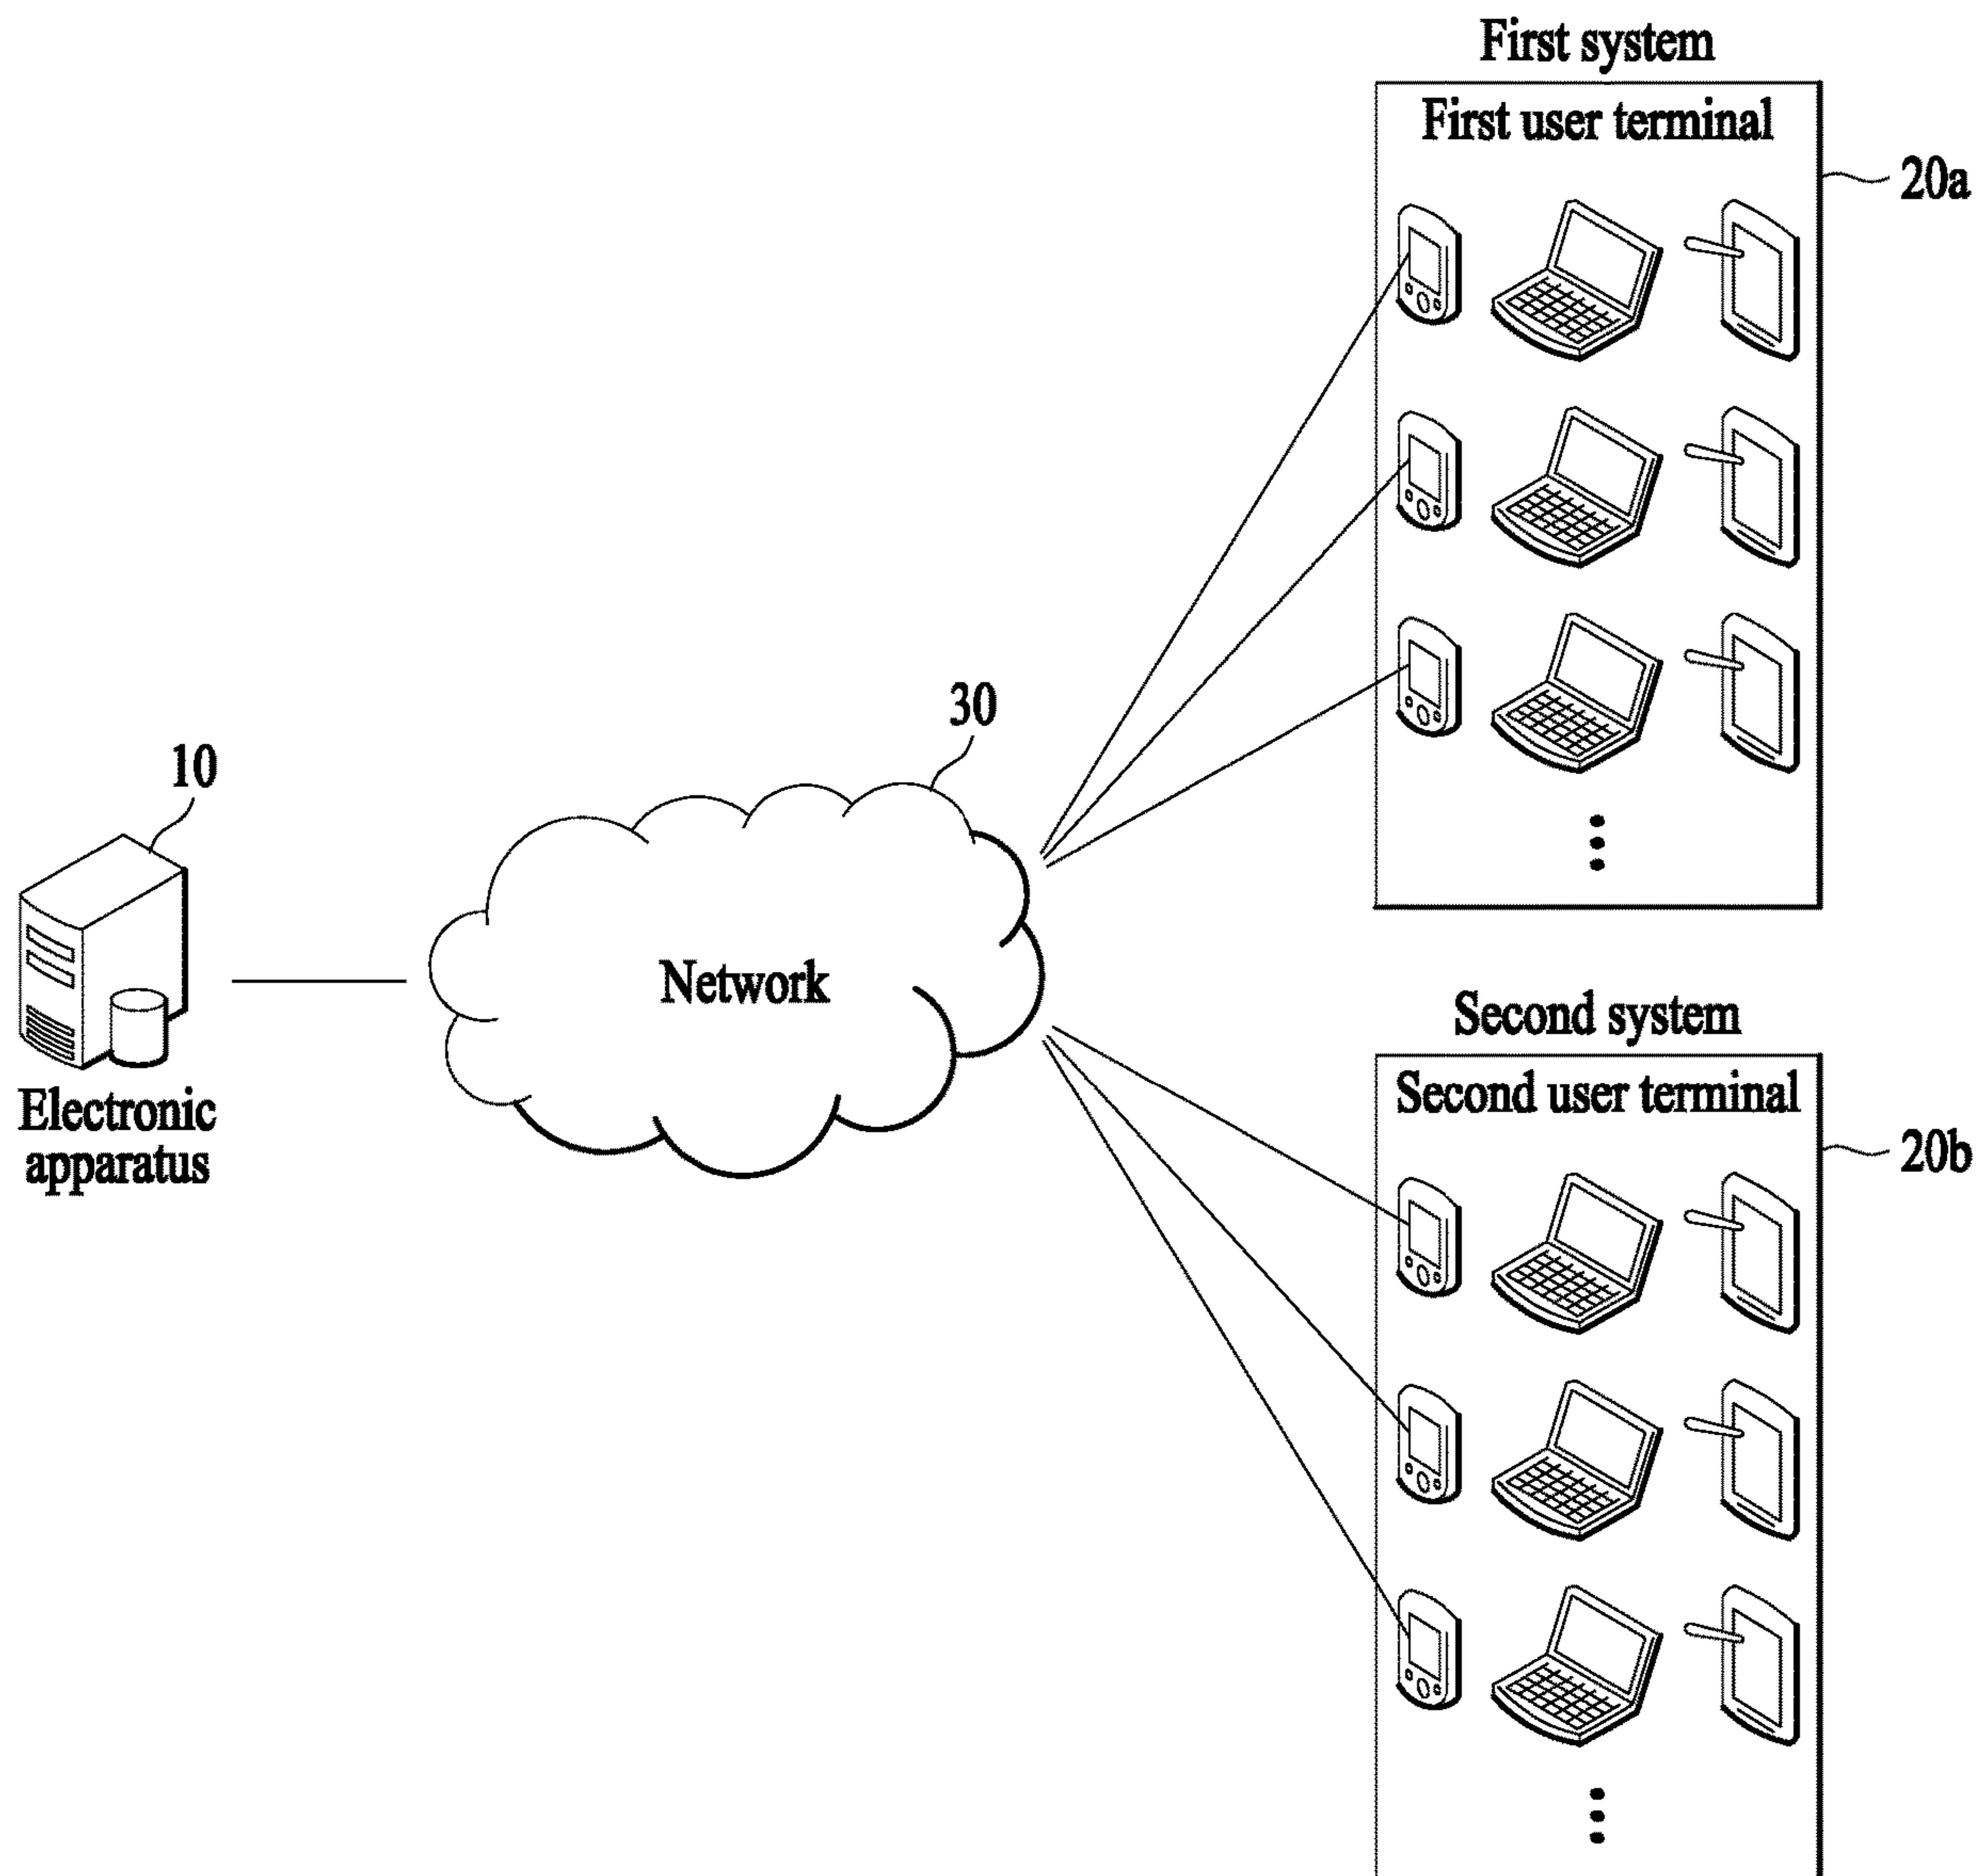 First system
First user terminal
20a
30
10
Network
Electronic
apparatus
Second system
Second user terminal
20b